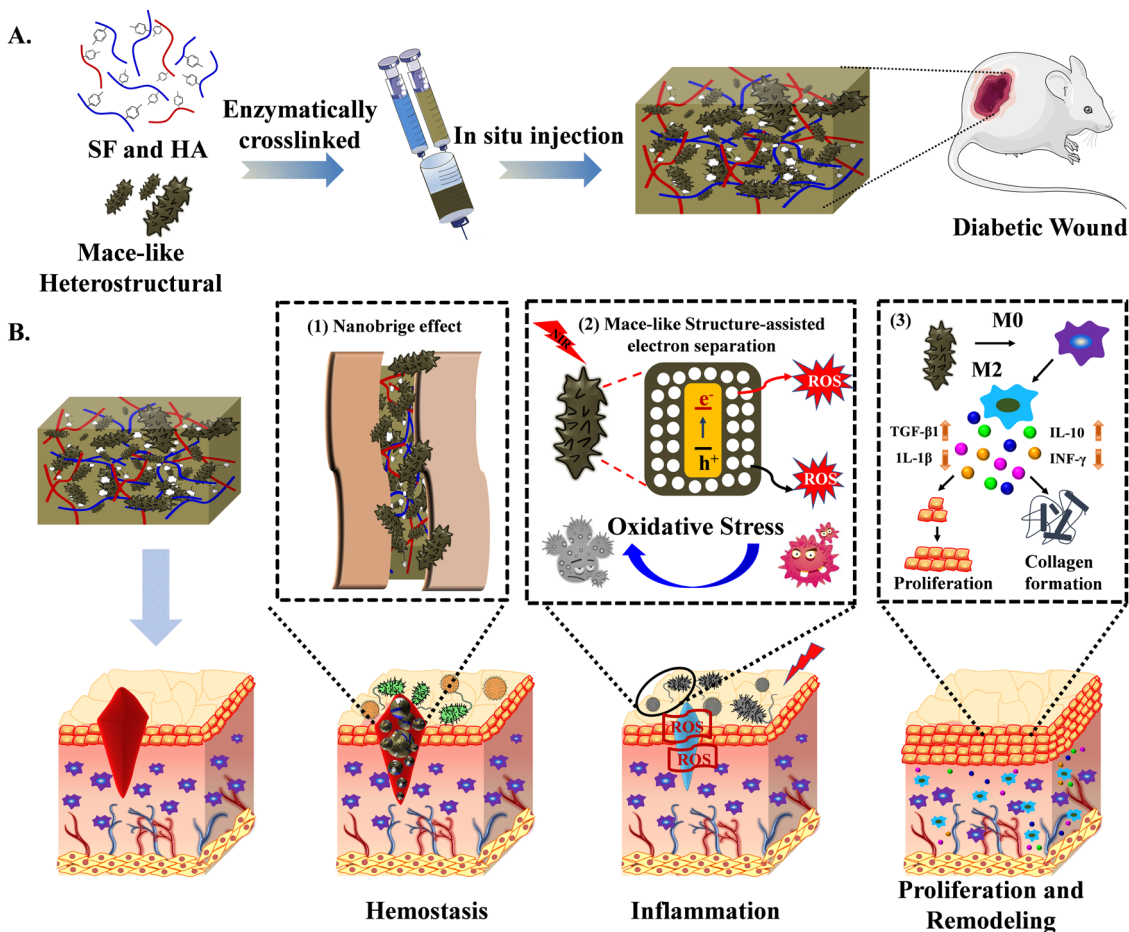 A.
SF and HA
Mace-like
Heterostructural
Enzymatically
crosslinked
In situ injection
Diabetic Wound
B.
(1) Nanobrige effect
(2) Mace-like Structure-assisted
electron separation
NIR
e-
h+
ROS
ROS
Oxidative Stress
(3)
M0
M2
TGF-β1
1L-1β
IL-10
INF-γ
Proliferation
Collagen
formation
ROS
ROS
Hemostasis
Inflammation
Proliferation and
Remodeling